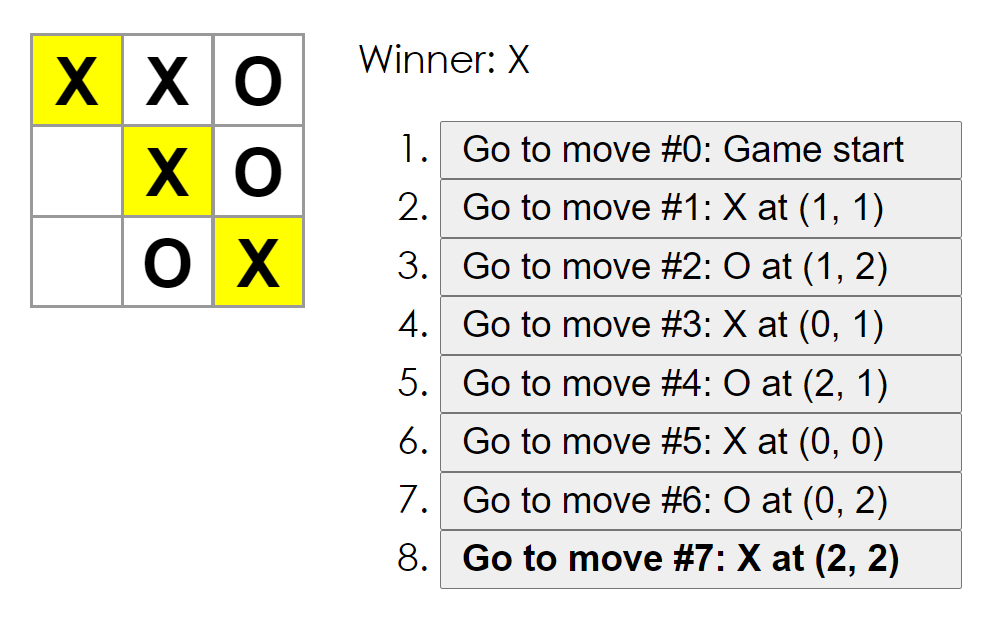 X X O
X O
O X
Winner: X
1. Go to move #0: Game start
2. Go to move #1: X at (1, 1)
3. Go to move #2: O at (1, 2)
4. Go to move #3: X at (0, 1)
5. Go to move #4: O at (2, 1)
6. Go to move #5: X at (0, 0)
7. Go to move #6: O at (0, 2)
8. Go to move #7: X at (2, 2)